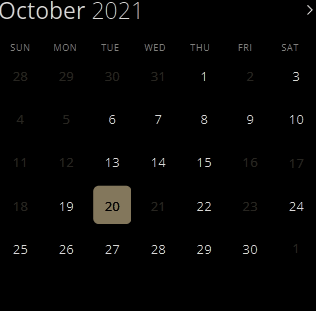 October 2021
SUN MON TUE WED THU FRI SAT
28 29 30 31 1 2 3
4 5 6 7 8 9 10
11 12 13 14 15 16 17
18 19 20 21 22 23 24
25 26 27 28 29 30 1